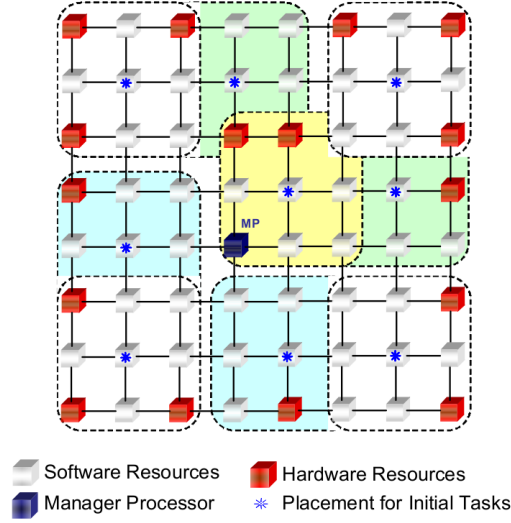 MP
Software Resources
Hardware Resources
Manager Processor
Placement for Initial Tasks